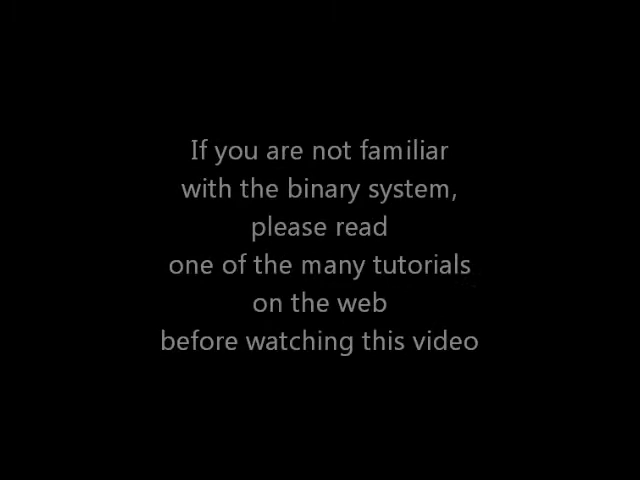 If you are not familiar
with the binary system,
please read
one of the many tutorials
on the web
before watching this video